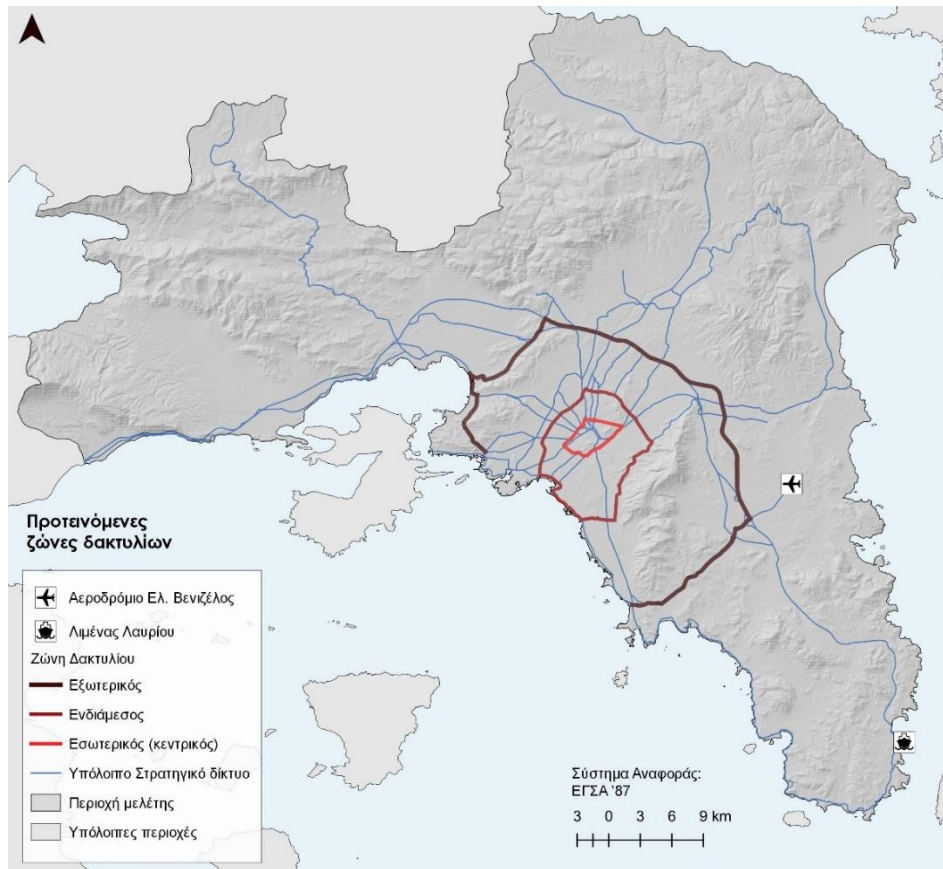 Προτεινόμενες
ζώνες δακτυλίων
Αεροδρόμιο Ελ. Βενιζέλος
Λιμένας Λαυρίου
Ζώνη Δακτυλίου
Εξωτερικός
Ενδιάμεσος
Εσωτερικός (κεντρικός)
Υπόλοιπο Στρατηγικό δίκτυο
Περιοχή μελέτης
Υπόλοιπες περιοχές
Σύστημα Αναφοράς:
ΕΓΣΑ '87
3 0 3 6 9 km